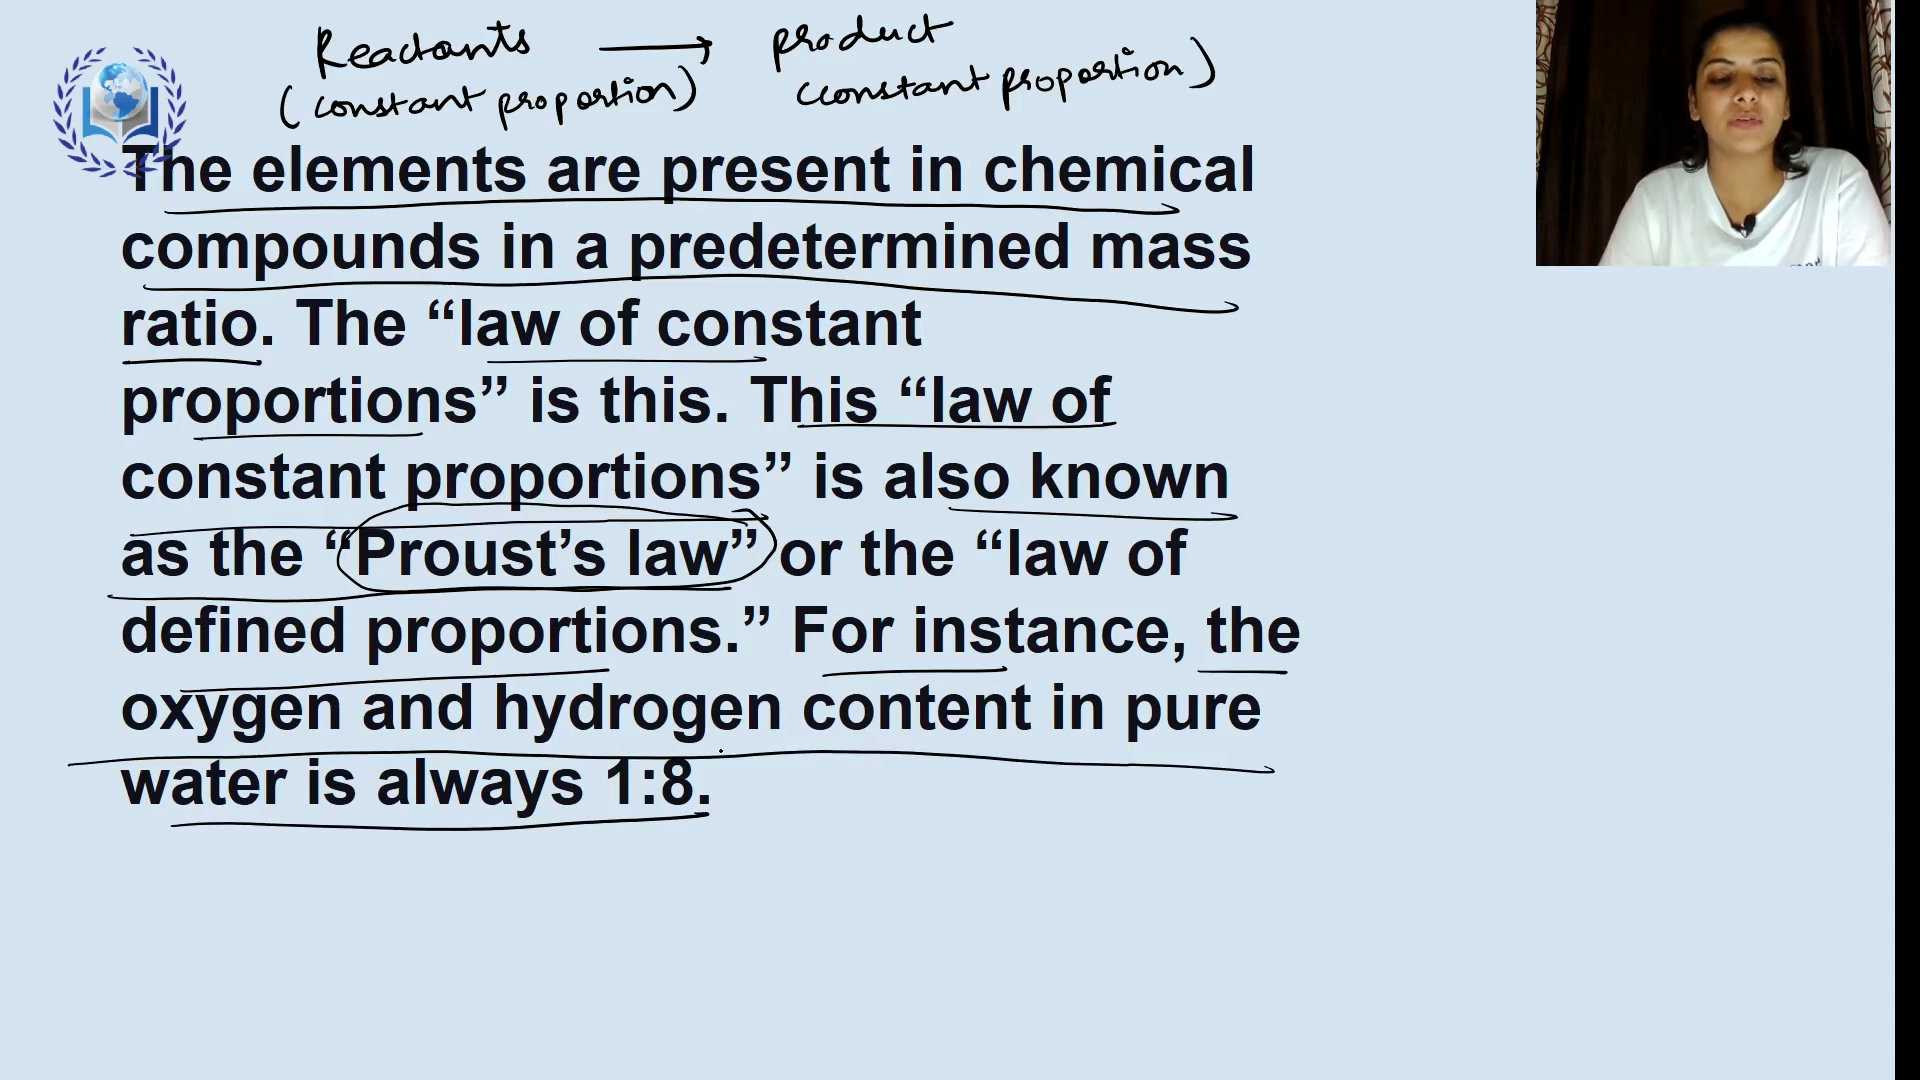 Reactants → product
(constant proportion) (constant proportion)
The elements are present in chemical
compounds in a predetermined mass
ratio. The “law of constant
proportions” is this. This “law of
constant proportions” is also known
as the “Proust’s law” or the “law of
defined proportions.” For instance, the
oxygen and hydrogen content in pure
water is always 1:8.